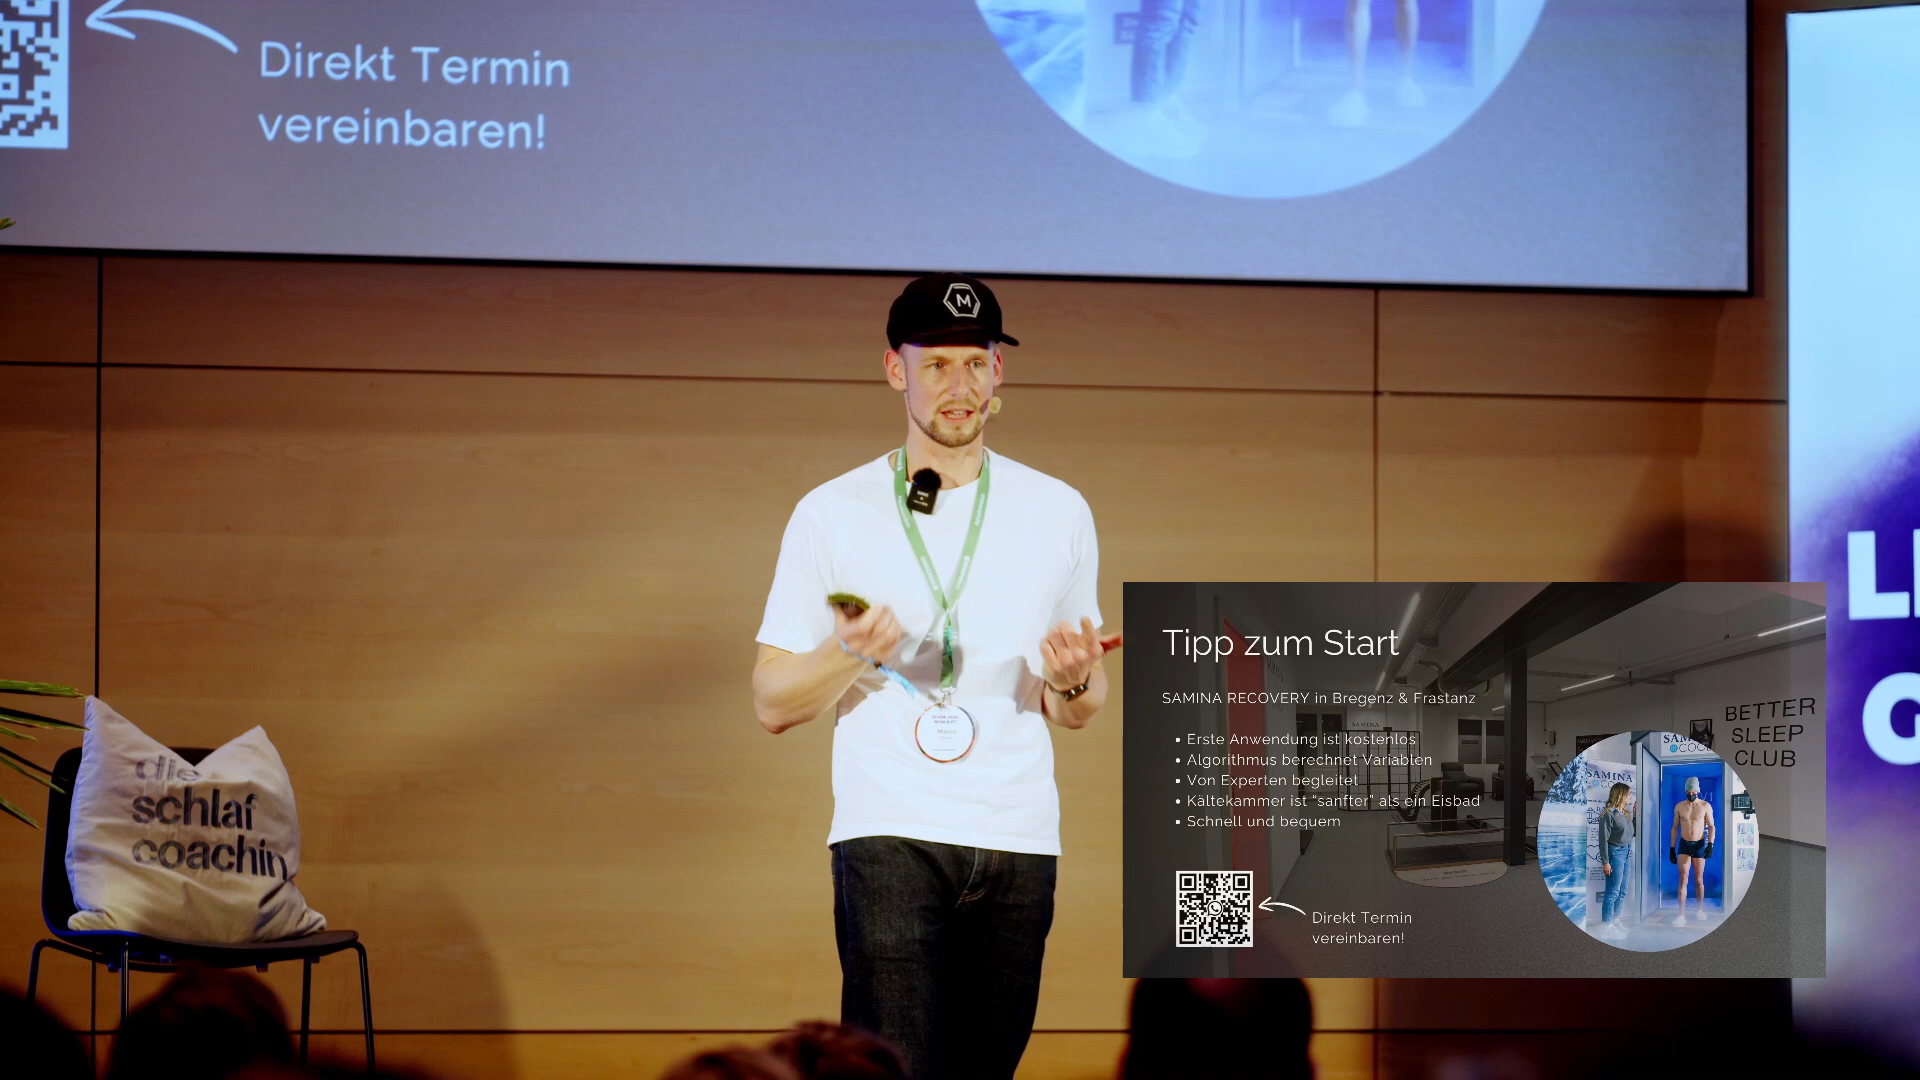 Direkt Termin
vereinbaren!
M
die
schlaf
coachin
Tipp zum Start
SAMINA RECOVERY in Bregenz & Frastanz
• Erste Anwendung ist kostenlos
• Algorithmus berechnet Variablen
• Von Experten begleitet
• Kältekammer ist "sanfter" als ein Eisbad
• Schnell und bequem
BETTER
SLEEP
CLUB
SAMINA
Direkt Termin
vereinbaren!